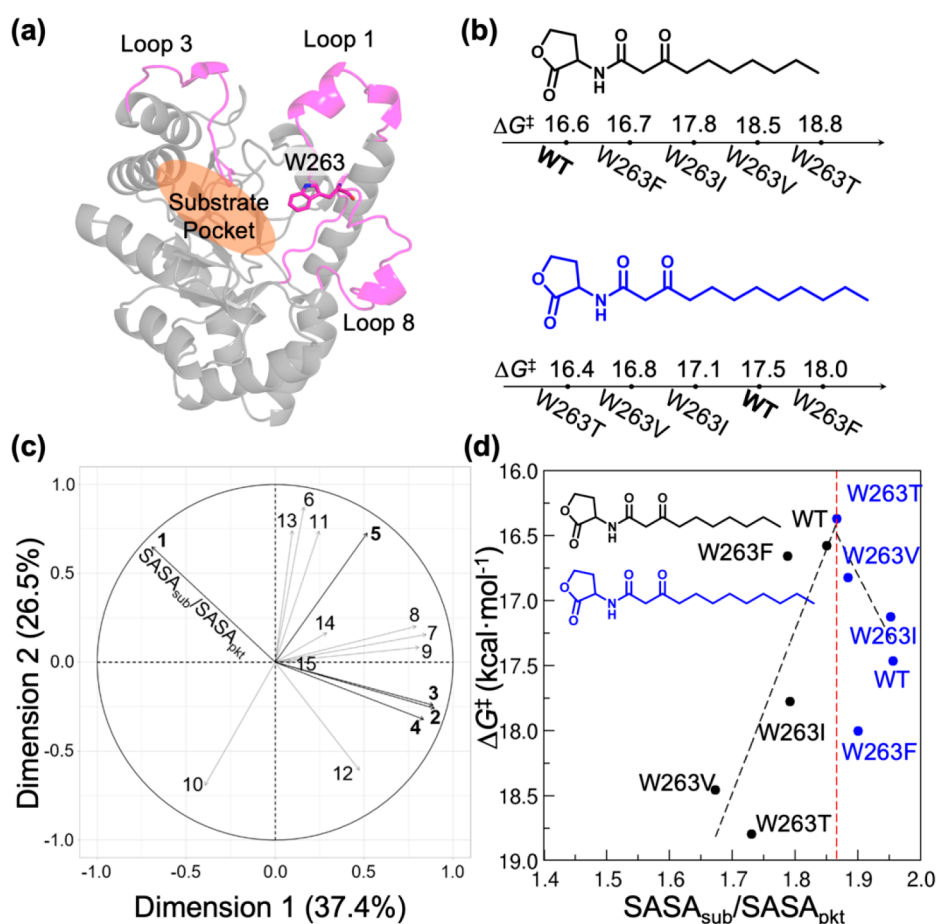 (a)
Loop 3
Loop 1
W263
Substrate
Pocket
Loop 8
(b)
O
O
O
O
N
H
ΔG‡ 16.6 16.7 17.8 18.5 18.8
WT W263F W263I W263V W263T
O
O
O
O
N
H
ΔG‡ 16.4 16.8 17.1 17.5 18.0
W263T W263V W263I WT W263F
(c)
Dimension 2 (26.5%)
1.0
0.5
0.0
-0.5
-1.0
1
SASAsub/SASApkt
6
13
11
5
14
8
7
9
15
3
2
4
10
12
-1.0 -0.5 0.0 0.5 1.0
Dimension 1 (37.4%)
(d)
ΔG‡ (kcal·mol-1)
16.0
16.5
17.0
17.5
18.0
18.5
19.0
O
O
O
O
N
H
O
O
O
O
N
H
W263T
WT
W263F
W263V
W263I
WT
W263I
W263F
W263V
W263T
1.4 1.5 1.6 1.7 1.8 1.9 2.0
SASAsub/SASApkt